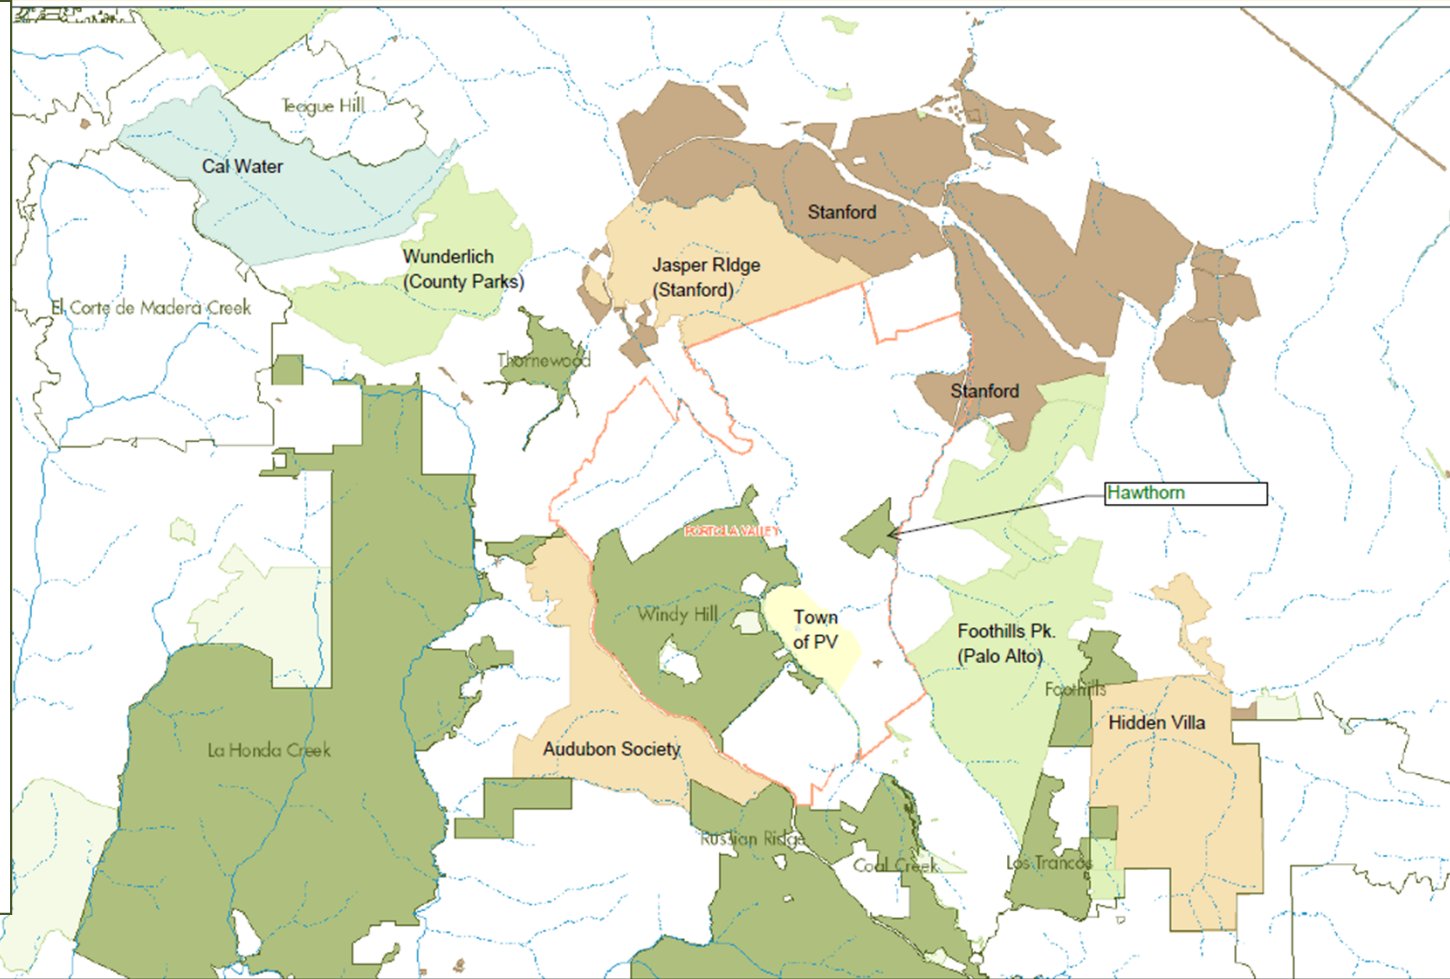 Teague Hill
Cal Water
Stanford
Wunderlich
(County Parks)
Jasper RIdge
(Stanford)
El Corte de Madera Creek
Thornewood
Stanford
Hawthorn
PORTOLA VALLEY
Windy Hill
Town
of PV
Foothills Pk.
(Palo Alto)
Foothills
Hidden Villa
La Honda Creek
Audubon Society
Russian Ridge
Coal Creek
Los Trancos